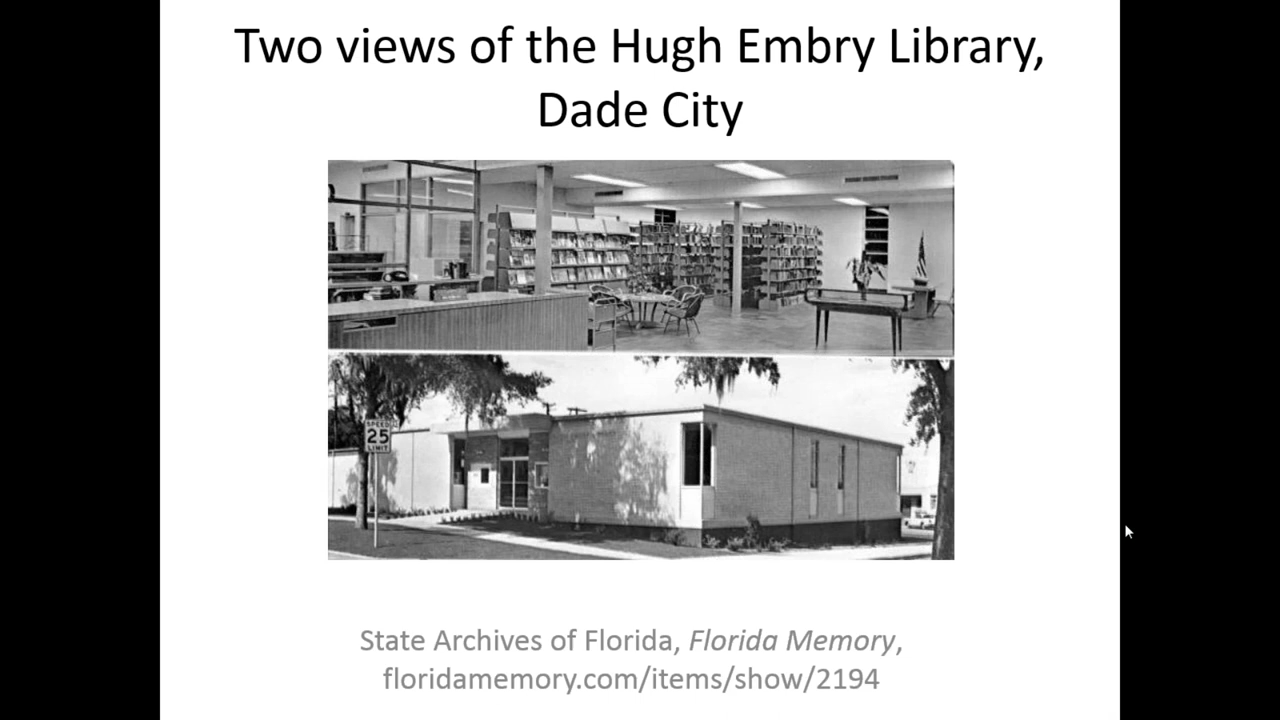 Two views of the Hugh Embry Library,
Dade City
SPEED
25
LIMIT
State Archives of Florida, Florida Memory,
floridamemory.com/items/show/2194